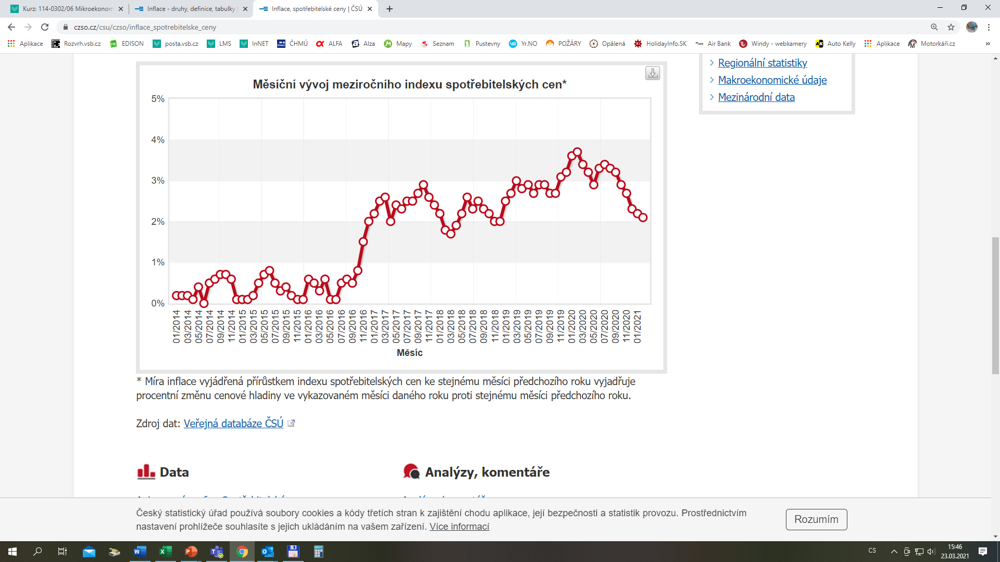 Kurz: 114-0302/06 Mikroekonom
Inflace - druhy, definice, tabulky
Inflace, spotřebitelské ceny | ČSÚ
czso.cz/csu/czso/inflace_spotrebitelske_ceny
Aplikace Rozvrh.vsb.cz EDISON posta.vsb.cz LMS InNET ČHMÚ ALFA Alza Mapy Seznam Pustevny Yr.NO POŽÁRY Opálená HolidayInfo.SK Air Bank Windy - webkamery Auto Kelly Aplikace Motorkáři.cz »
Regionální statistiky
Makroekonomické údaje
Mezinárodní data
Měsíční vývoj meziročního indexu spotřebitelských cen*
5%
4%
3%
2%
1%
0%
01/2014 03/2014 05/2014 07/2014 09/2014 11/2014 01/2015 03/2015 05/2015 07/2015 09/2015 11/2015 01/2016 03/2016 05/2016 07/2016 09/2016 11/2016 01/2017 03/2017 05/2017 07/2017 09/2017 11/2017 01/2018 03/2018 05/2018 07/2018 09/2018 11/2018 01/2019 03/2019 05/2019 07/2019 09/2019 11/2019 01/2020 03/2020 05/2020 07/2020 09/2020 11/2020 01/2021
Měsíc
* Míra inflace vyjádřená přírůstkem indexu spotřebitelských cen ke stejnému měsíci předchozího roku vyjadřuje
procentní změnu cenové hladiny ve vykazovaném měsíci daného roku proti stejnému měsíci předchozího roku.
Zdroj dat: Veřejná databáze ČSÚ
Data
Analýzy, komentáře
Český statistický úřad používá soubory cookies a kódy třetích stran k zajištění chodu aplikace, její bezpečnosti a statistik provozu. Prostřednictvím
nastavení prohlížeče souhlasíte s jejich ukládáním na vašem zařízení. Více informací
Rozumím
CS
15:46
23.03.2021